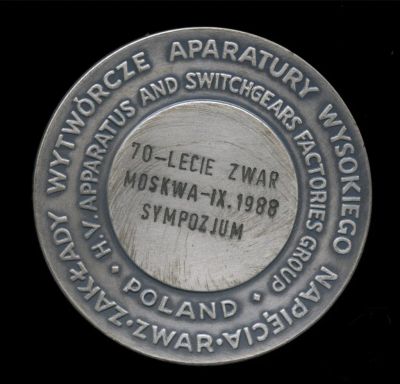 ZAKŁADY WYTWÓRCZE APARATURY WYSOKIEGO NAPIĘCIA · ZWAR ·
H.V. APPARATUS AND SWITCHGEARS FACTORIES GROUP
· POLAND ·
70-LECIE ZWAR
MOSKWA-IX.1988
SYMPOZJUM